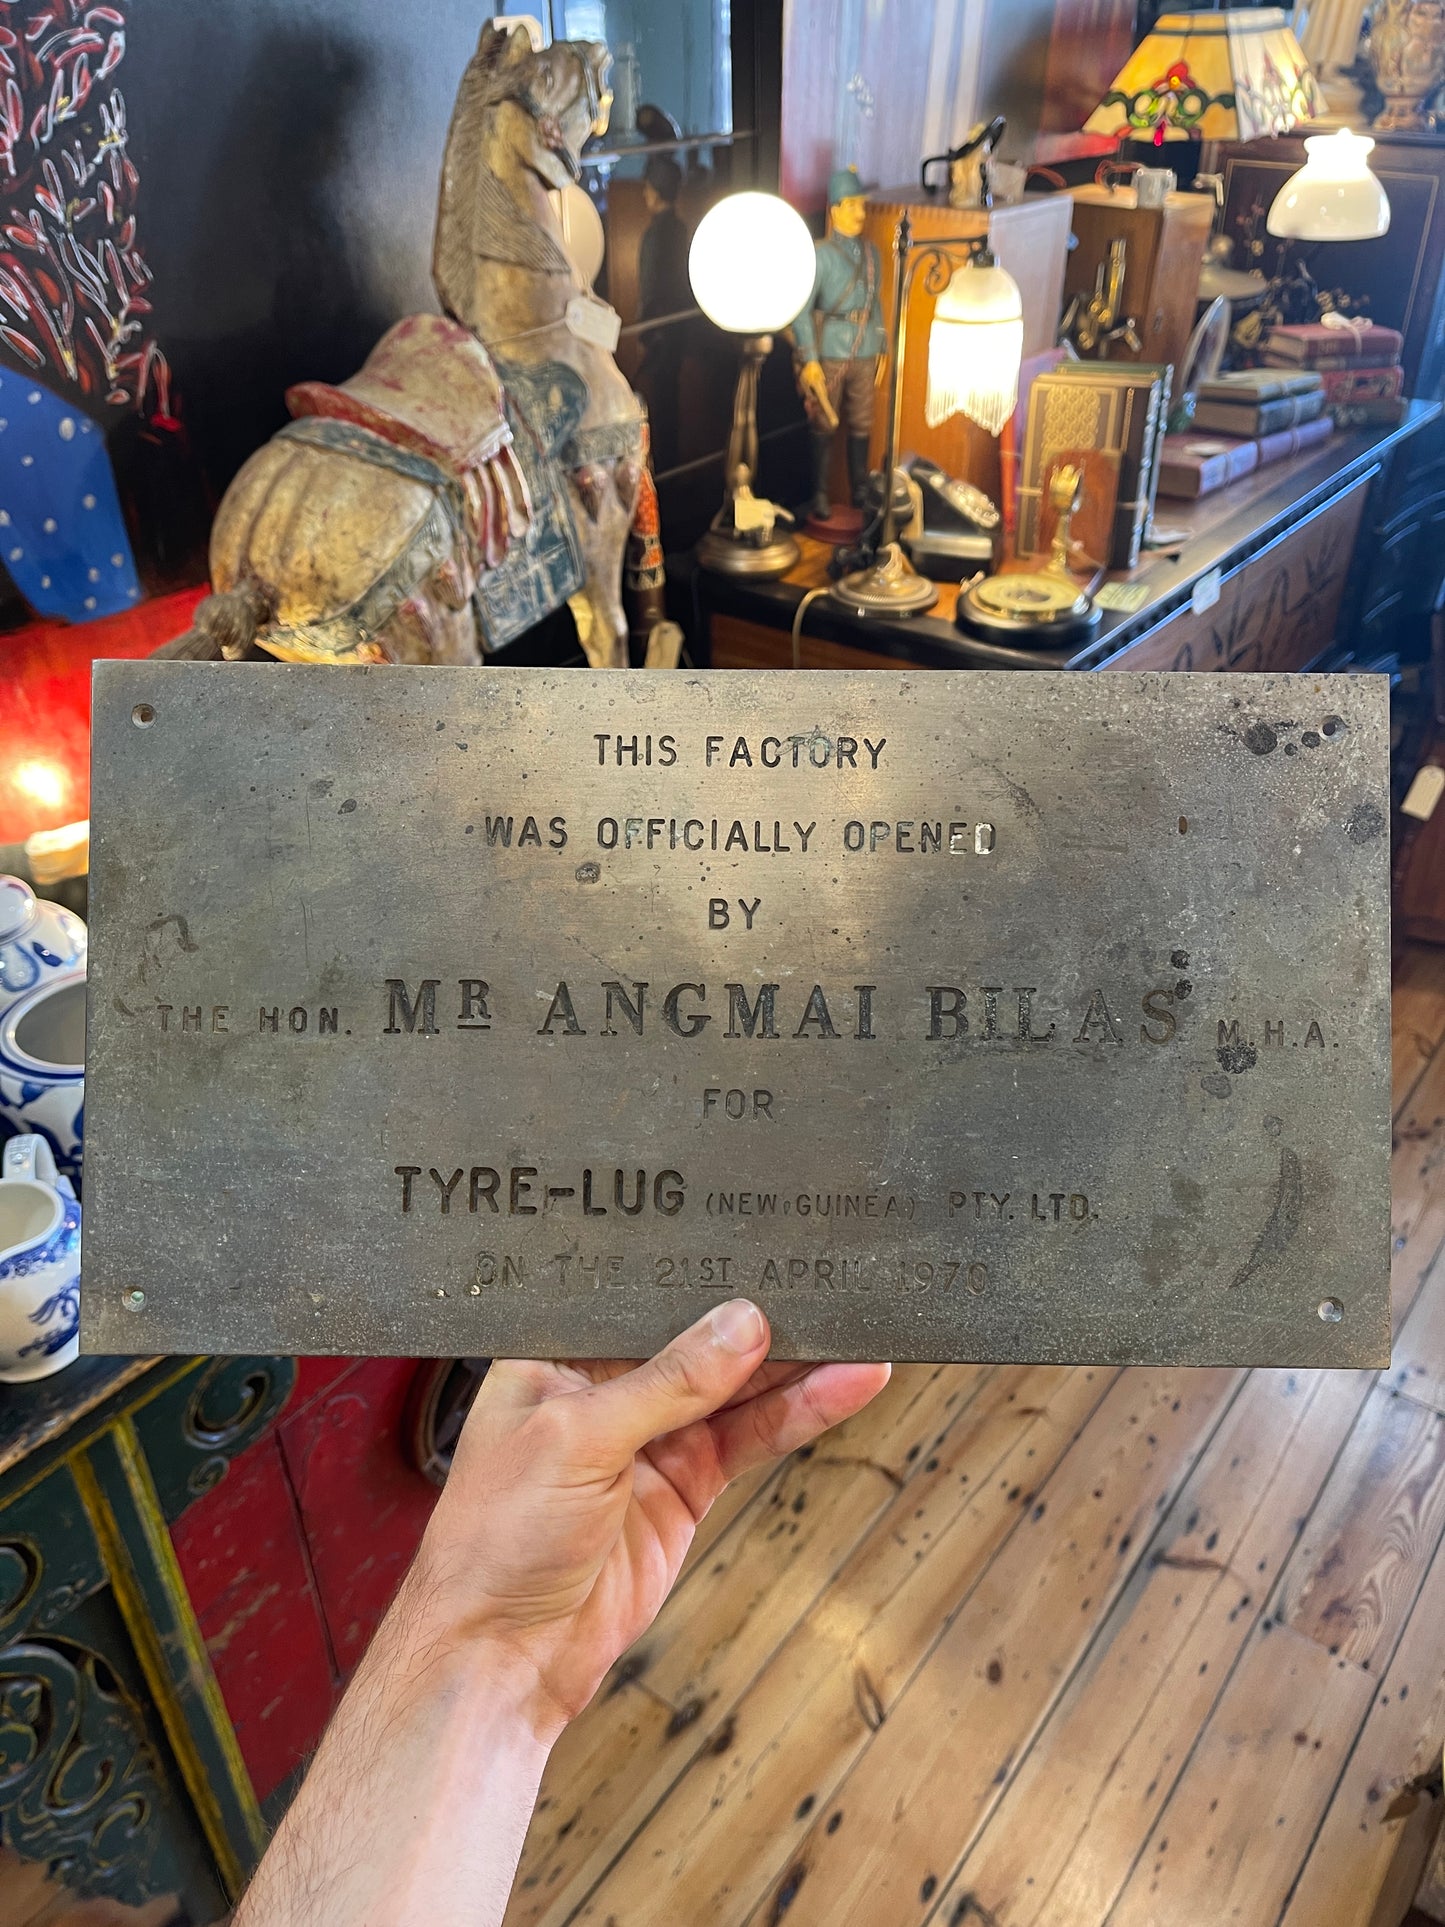 THIS FACTORY
WAS OFFICIALLY OPENED
BY
THE HON. MR ANGMAI BILAS M.H.A.
FOR
TYRE-LUG (NEW GUINEA) PTY. LTD.
ON THE 21ST APRIL 1970